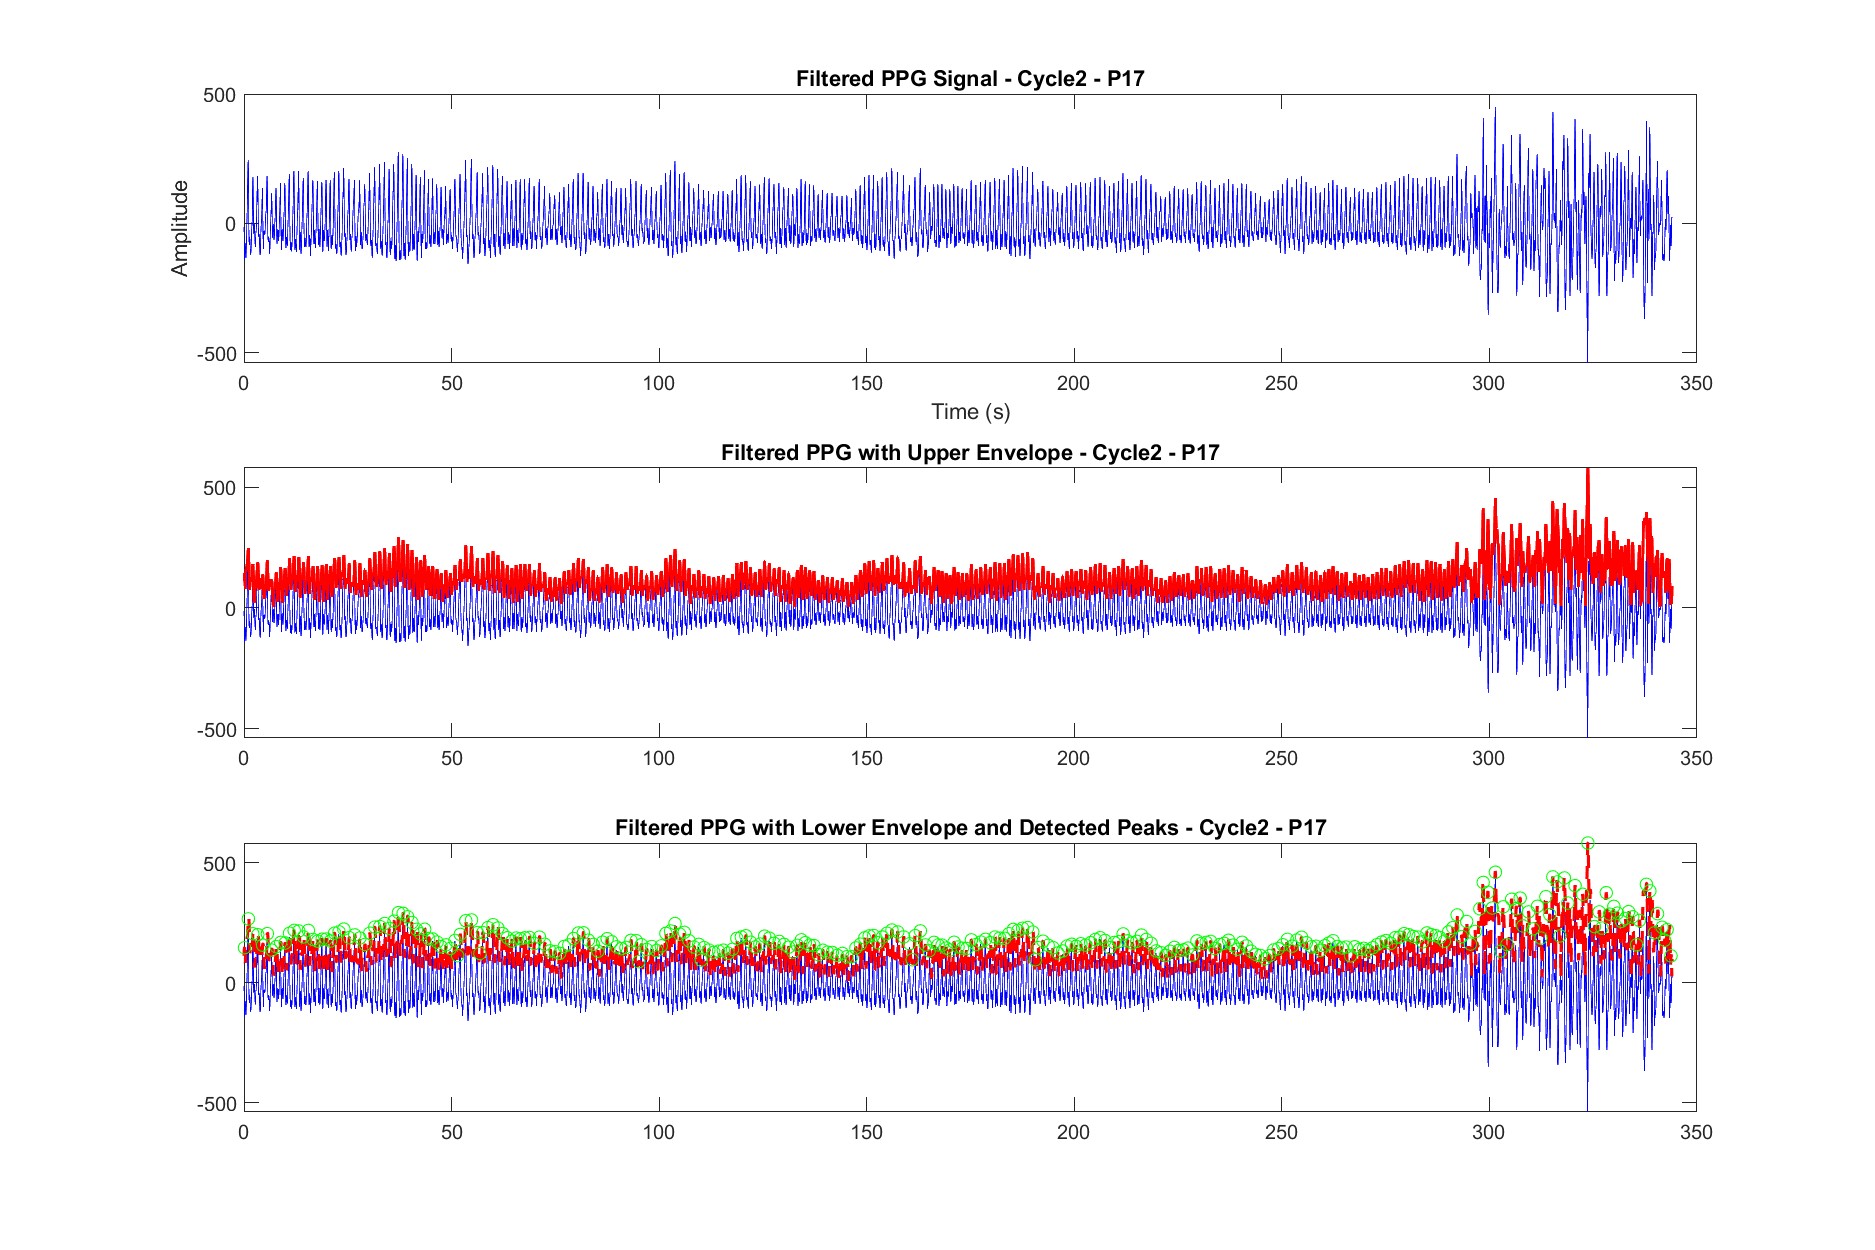 Filtered PPG Signal - Cycle2 - P17
500
0
-500
Amplitude
0 50 100 150 200 250 300 350
Time (s)
Filtered PPG with Upper Envelope - Cycle2 - P17
500
0
-500
0 50 100 150 200 250 300 350
Filtered PPG with Lower Envelope and Detected Peaks - Cycle2 - P17
500
0
-500
0 50 100 150 200 250 300 350